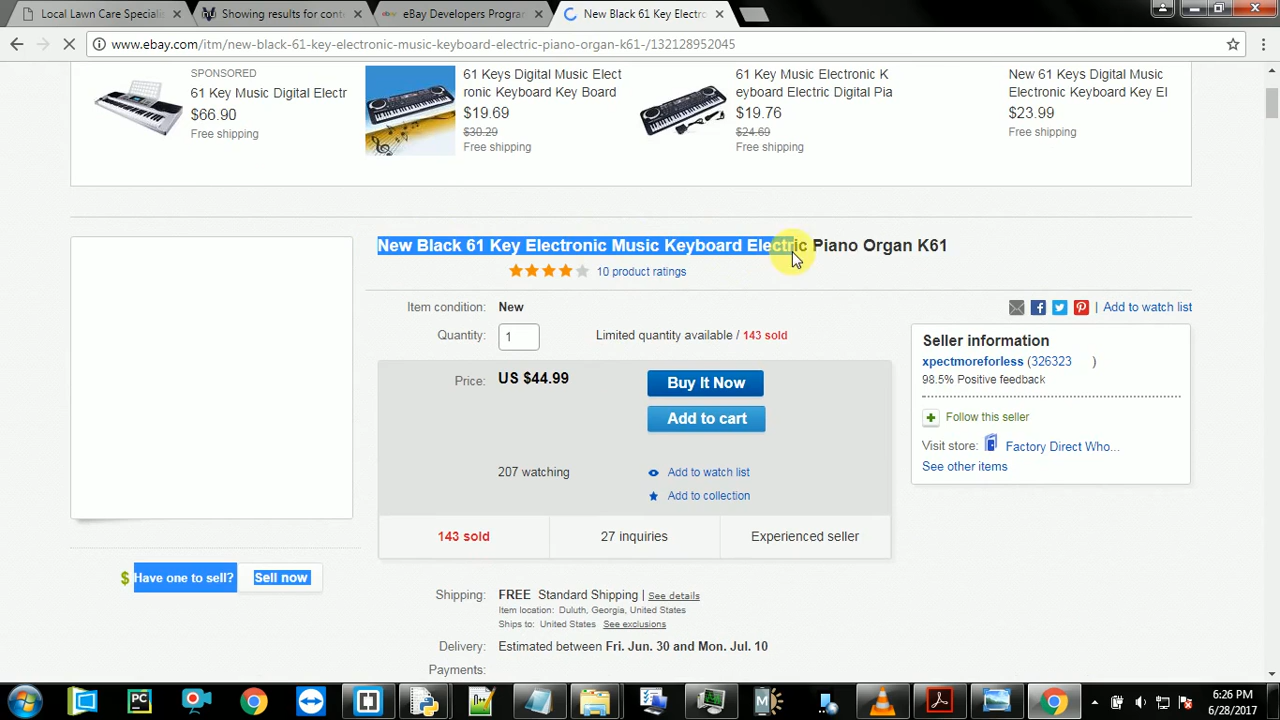 Local Lawn Care Speciali
Showing results for cont
eBay Developers Progra
New Black 61 Key Electro
www.ebay.com/itm/new-black-61-key-electronic-music-keyboard-electric-piano-organ-k61-/132128952045
SPONSORED
61 Key Music Digital Electr
$66.90
Free shipping
61 Keys Digital Music Elect
ronic Keyboard Key Board
$19.69
$30.29
Free shipping
61 Key Music Electronic K
eyboard Electric Digital Pia
$19.76
$24.69
Free shipping
New 61 Keys Digital Music
Electronic Keyboard Key El
$23.99
Free shipping
New Black 61 Key Electronic Music Keyboard Electric Piano Organ K61
10 product ratings
Item condition: New
| Add to watch list
Quantity: 1
Limited quantity available / 143 sold
Price: US $44.99
Buy It Now
Add to cart
207 watching
Add to watch list
Add to collection
143 sold
27 inquiries
Experienced seller
Seller information
xpectmoreforless (326323 )
98.5% Positive feedback
Follow this seller
Visit store: Factory Direct Who...
See other items
$ Have one to sell? Sell now
Shipping: FREE Standard Shipping | See details
Item location: Duluth, Georgia, United States
Ships to: United States See exclusions
Delivery: Estimated between Fri. Jun. 30 and Mon. Jul. 10
Payments:
PC
M
6:26 PM
6/28/2017